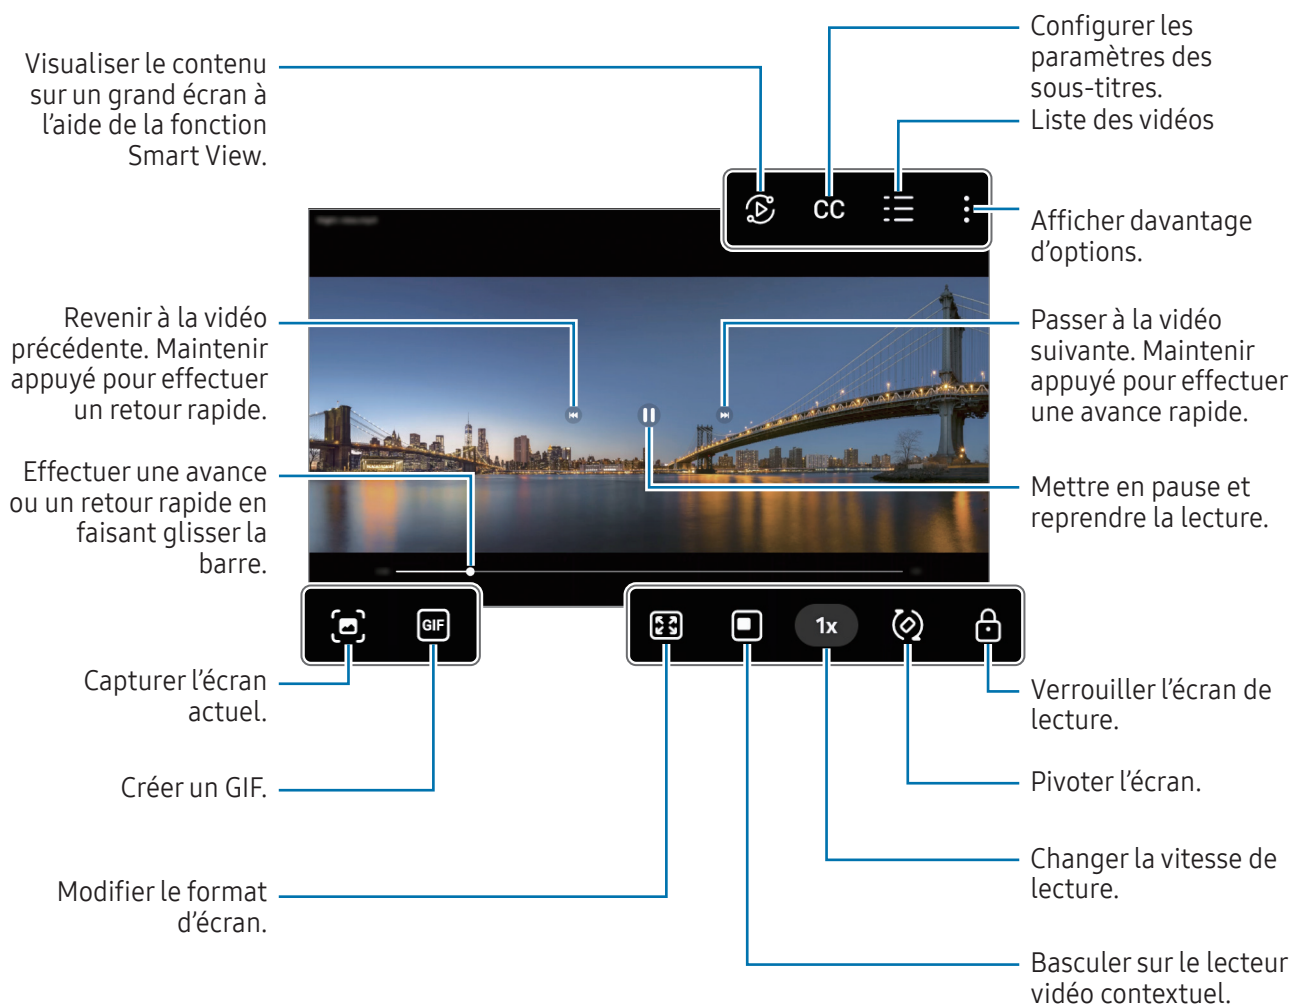 Visualiser le contenu
sur un grand écran à
l’aide de la fonction
Smart View.
Configurer les
paramètres des
sous-titres.
Liste des vidéos
CC
Afficher davantage
d’options.
Revenir à la vidéo
précédente. Maintenir
appuyé pour effectuer
un retour rapide.
Passer à la vidéo
suivante. Maintenir
appuyé pour effectuer
une avance rapide.
Effectuer une avance
ou un retour rapide en
faisant glisser la
barre.
Mettre en pause et
reprendre la lecture.
GIF
1x
Capturer l’écran
actuel.
Verrouiller l’écran de
lecture.
Créer un GIF.
Pivoter l’écran.
Modifier le format
d’écran.
Changer la vitesse de
lecture.
Basculer sur le lecteur
vidéo contextuel.